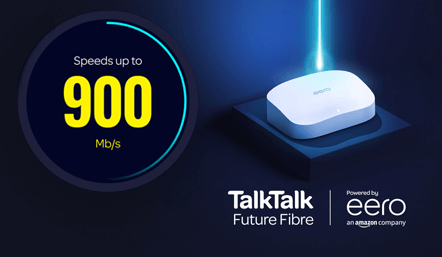 Speeds up to
900
Mb/s
eero
TalkTalk
Future Fibre
Powered by
eero
an amazon company